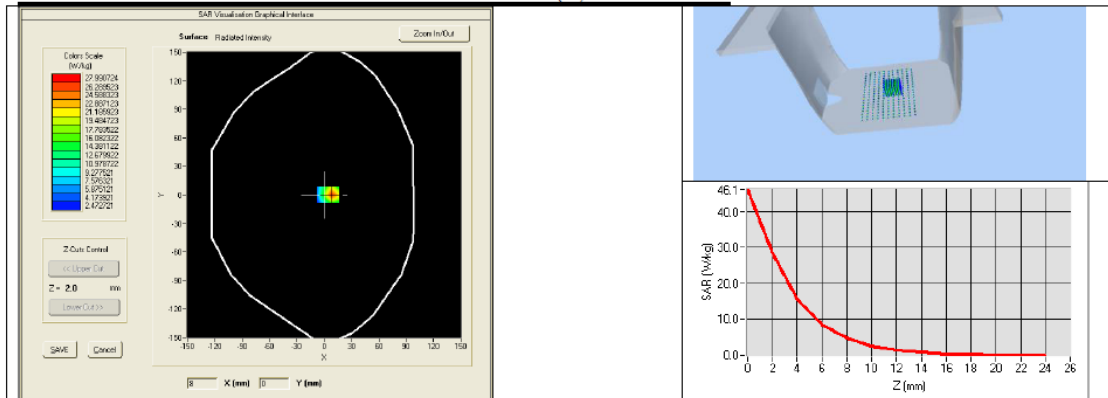 SAR Visualisation Graphical Interface
Surface Radiated Intensity
Zoom In/Out
Colors Scale
(W/kg)
27.990724
26.289523
24.588323
22.887123
21.185923
19.484723
17.783522
16.082322
14.381122
12.679922
10.978722
9.277521
7.576321
5.875121
4.173921
2.472721
150
120
90
60
30
0
-30
-60
-90
-120
-150
Y
-150 -120 -90 -60 -30 0 30 60 90 120 150
X
Z-Cuts Control
<< Upper Cut
Z = 2.0 mm
Lower Cut >>
SAVE Cancel
8 X (mm) 0 Y (mm)
46.1
40.0
30.0
20.0
10.0
0.0
SAR (W/kg)
0 2 4 6 8 10 12 14 16 18 20 22 24 26
Z (mm)